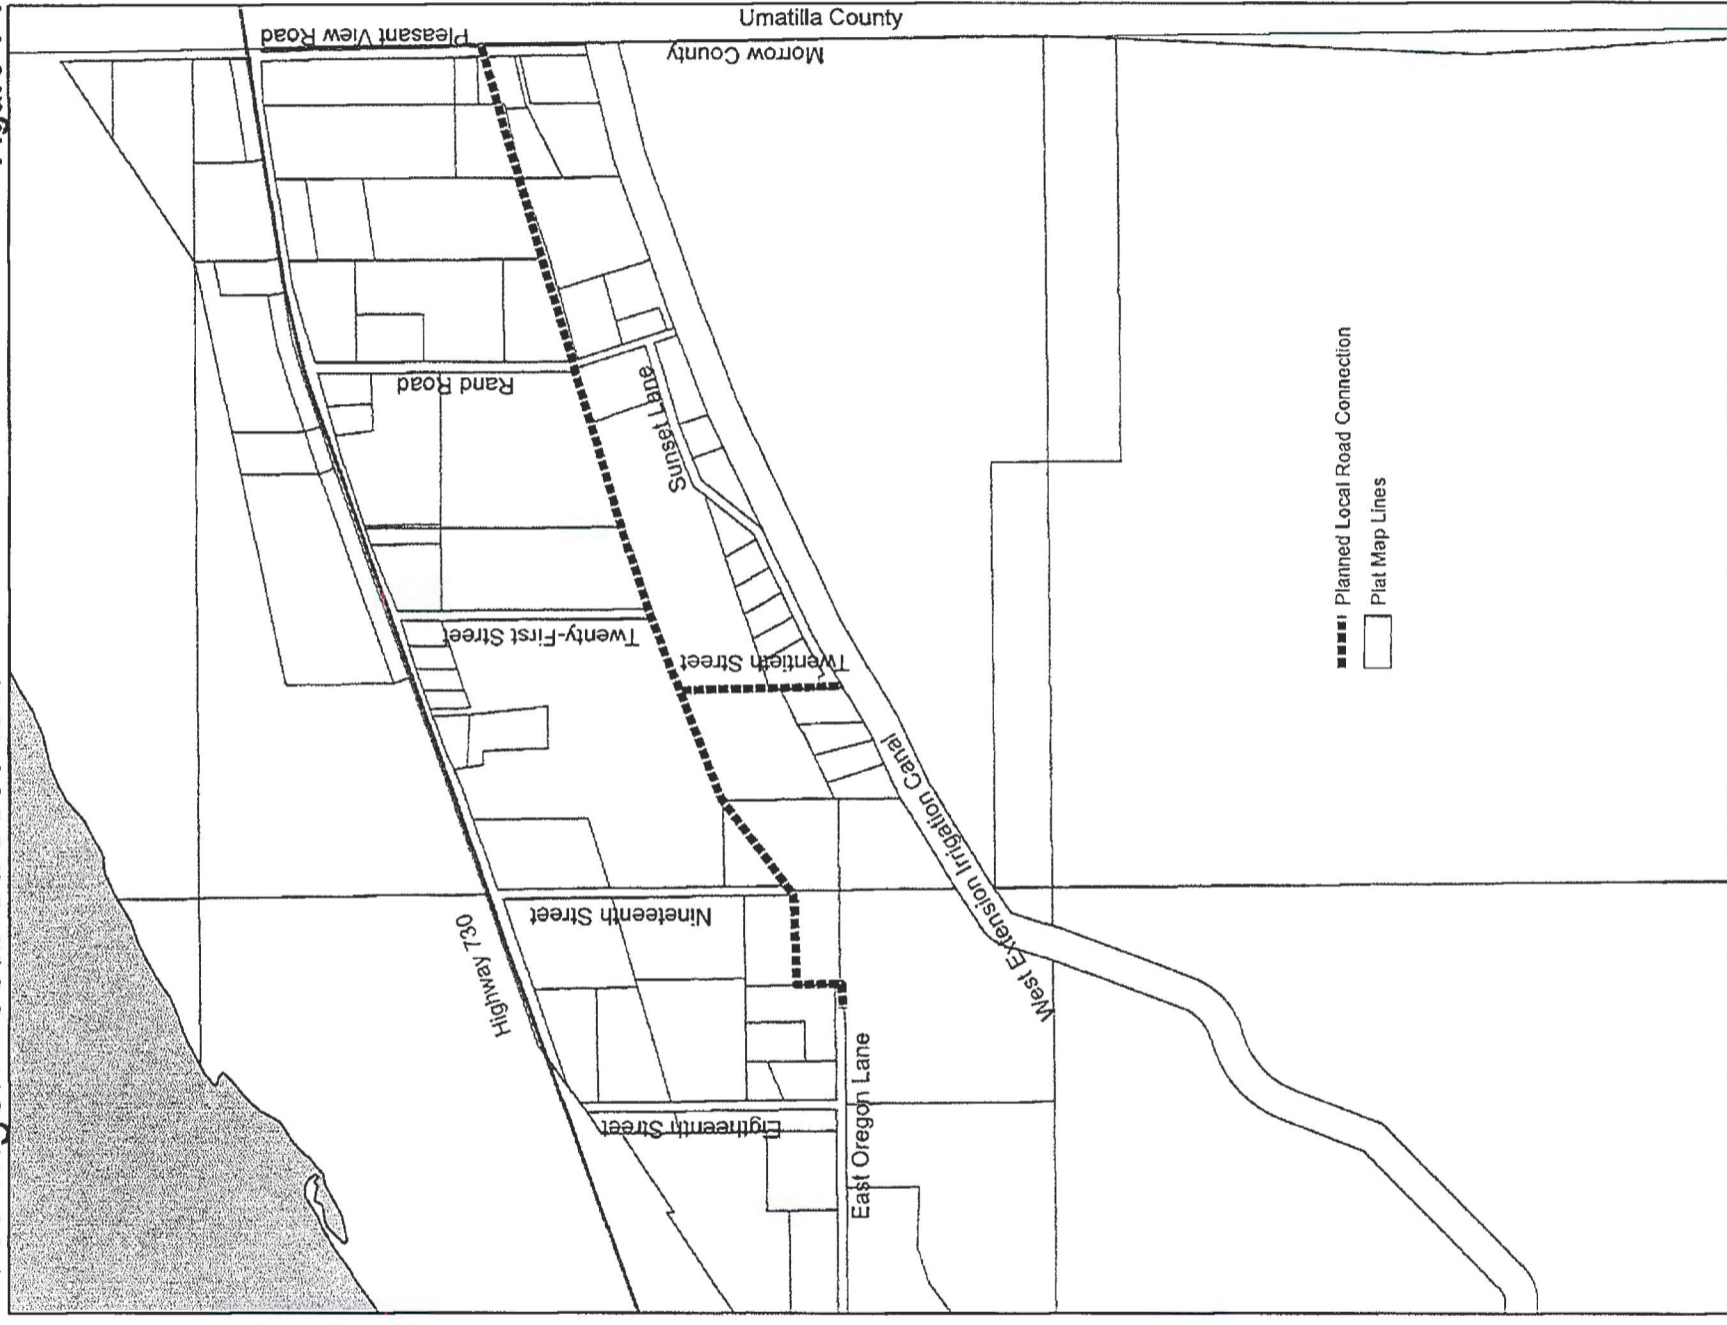 Umatilla County
Morrow County
Pleasant View Road
Rand Road
Sunset Lane
Twenty-First Street
Twentieth Street
Highway 730
Nineteenth Street
West Extension Irrigation Canal
Eigtheenth Street
East Oregon Lane
Planned Local Road Connection
Plat Map Lines